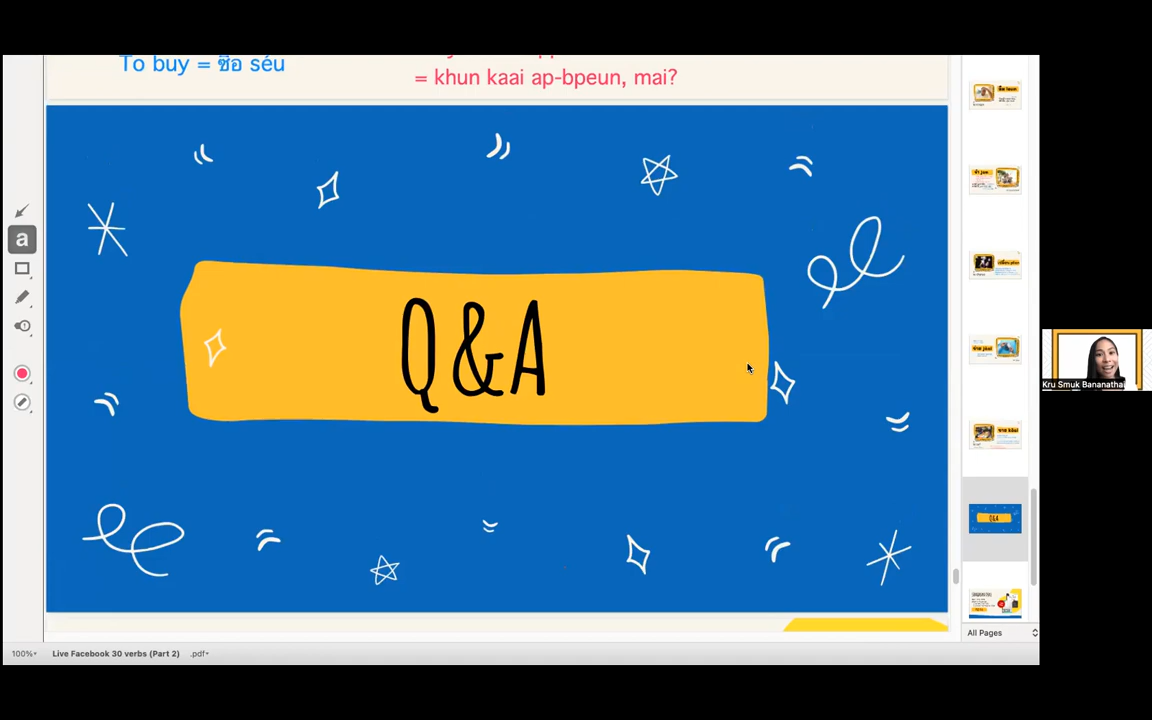 To buy = ซื้อ séu
= khun kaai ap-bpeun, mai?
a
Q&A
Kru Smuk Bananathai
Q&A
All Pages
100%
Live Facebook 30 verbs (Part 2)
.pdf